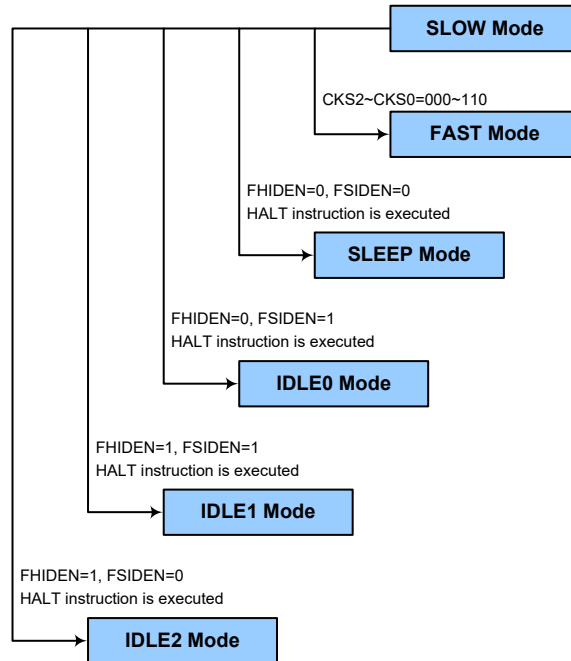 SLOW Mode
CKS2~CKS0=000~110
FAST Mode
FHIDEN=0, FSIDEN=0
HALT instruction is executed
SLEEP Mode
FHIDEN=0, FSIDEN=1
HALT instruction is executed
IDLE0 Mode
FHIDEN=1, FSIDEN=1
HALT instruction is executed
IDLE1 Mode
FHIDEN=1, FSIDEN=0
HALT instruction is executed
IDLE2 Mode